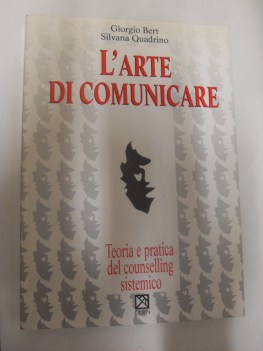 Giorgio Bert
Silvana Quadrino
L'ARTE
DI COMUNICARE
Teoria e pratica
del counselling
sistemico